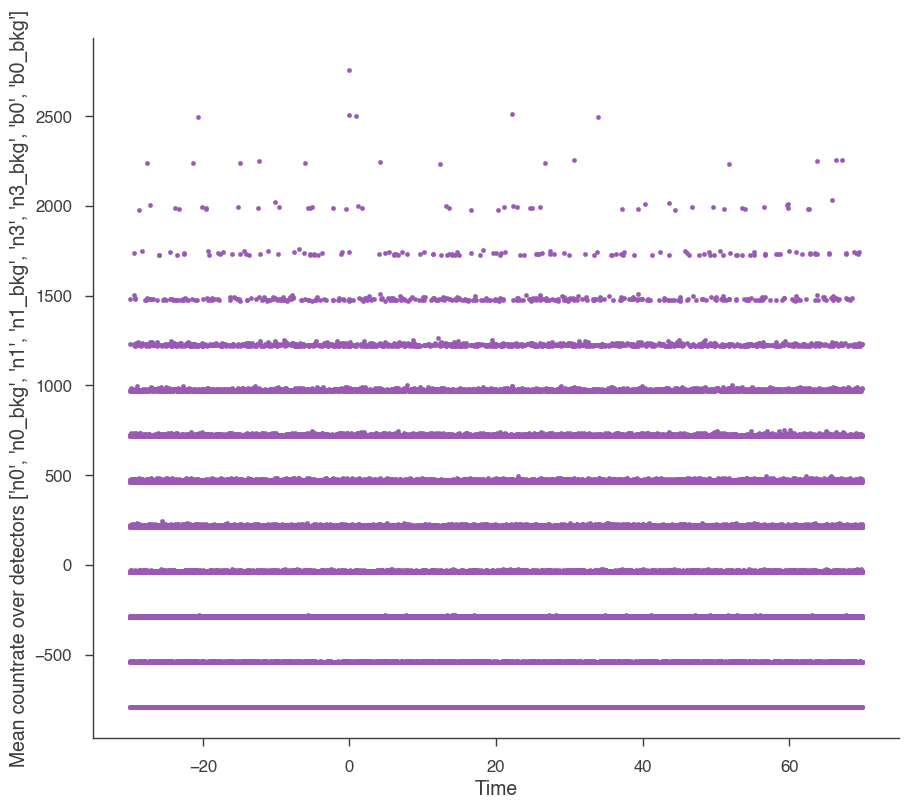 Mean countrate over detectors ['n0', 'n0_bkg', 'n1', 'n1_bkg', 'n3', 'n3_bkg', 'b0', 'b0_bkg']
2500
2000
1500
1000
500
0
−500
−20 0 20 40 60
Time